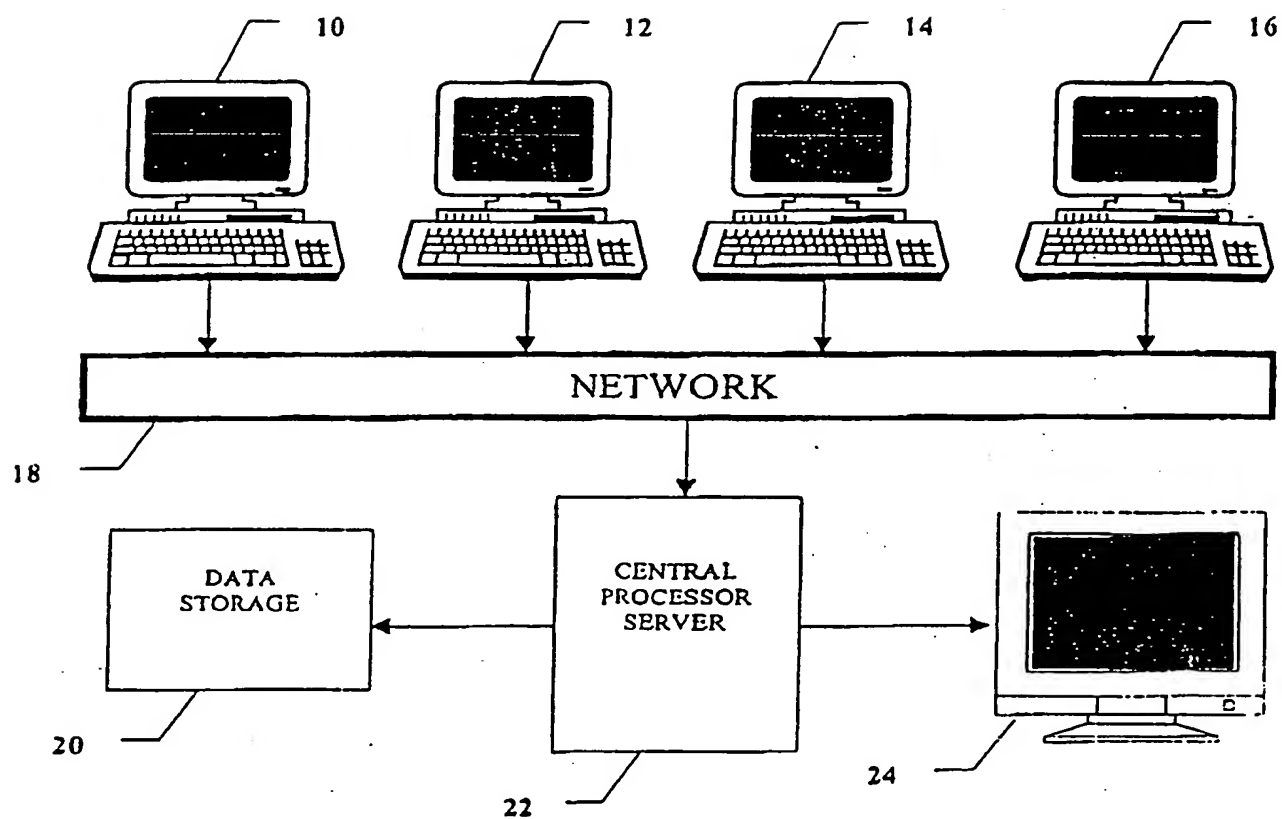 10
12
14
16
NETWORK
18
DATA
STORAGE
CENTRAL
PROCESSOR
SERVER
20
22
24